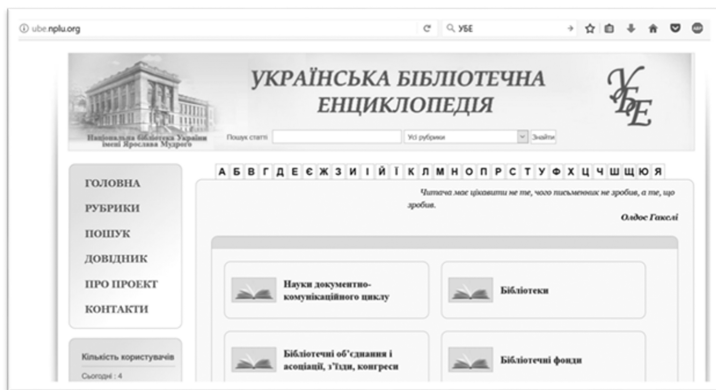 ube.nplu.org
УБЕ
УКРАЇНСЬКА БІБЛІОТЕЧНА
ЕНЦИКЛОПЕДІЯ
УБЕ
Національна бібліотека України
імені Ярослава Мудрого
Пошук статті
Усі рубрики
Знайти
А Б В Г Д Е Є Ж З И І Й Ї К Л М Н О П Р С Т У Ф Х Ц Ч Ш Щ Ю Я
ГОЛОВНА
РУБРИКИ
ПОШУК
ДОВІДНИК
ПРО ПРОЕКТ
КОНТАКТИ
Кількість користувачів
Сьогодні : 4
Читача має цікавити не те, чого письменник не зробив, а те, що
зробив.
Олдос Гакслі
Науки документно-
комунікаційного циклу
Бібліотеки
Бібліотечні об’єднання і
асоціації, з’їзди, конгреси
Бібліотечні фонди